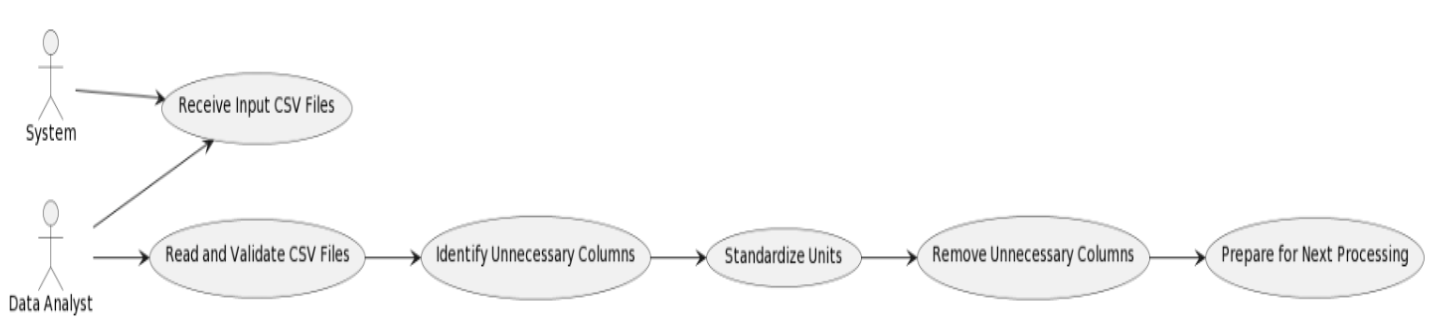 Receive Input CSV Files
System
Read and Validate CSV Files
Identify Unnecessary Columns
Standardize Units
Remove Unnecessary Columns
Prepare for Next Processing
Data Analyst